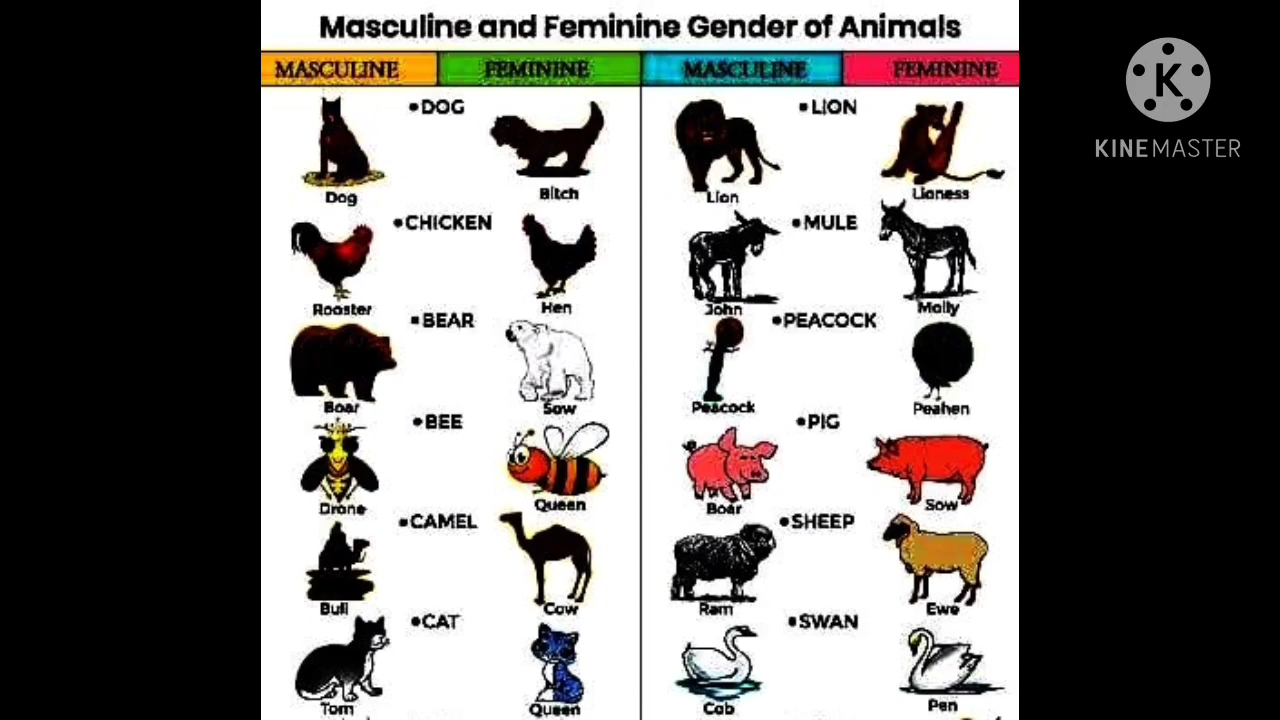 Masculine and Feminine Gender of Animals
MASCULINE FEMININE MASCULINE FEMININE
•DOG
Dog Bitch
•CHICKEN
Rooster Hen
•BEAR
Boar Sow
•BEE
Drone Queen
•CAMEL
Bull Cow
•CAT
Tom Queen
•LION
Lion Lioness
•MULE
John Molly
•PEACOCK
Peacock Peahen
•PIG
Boar Sow
•SHEEP
Ram Ewe
•SWAN
Cob Pen
K
KINEMASTER